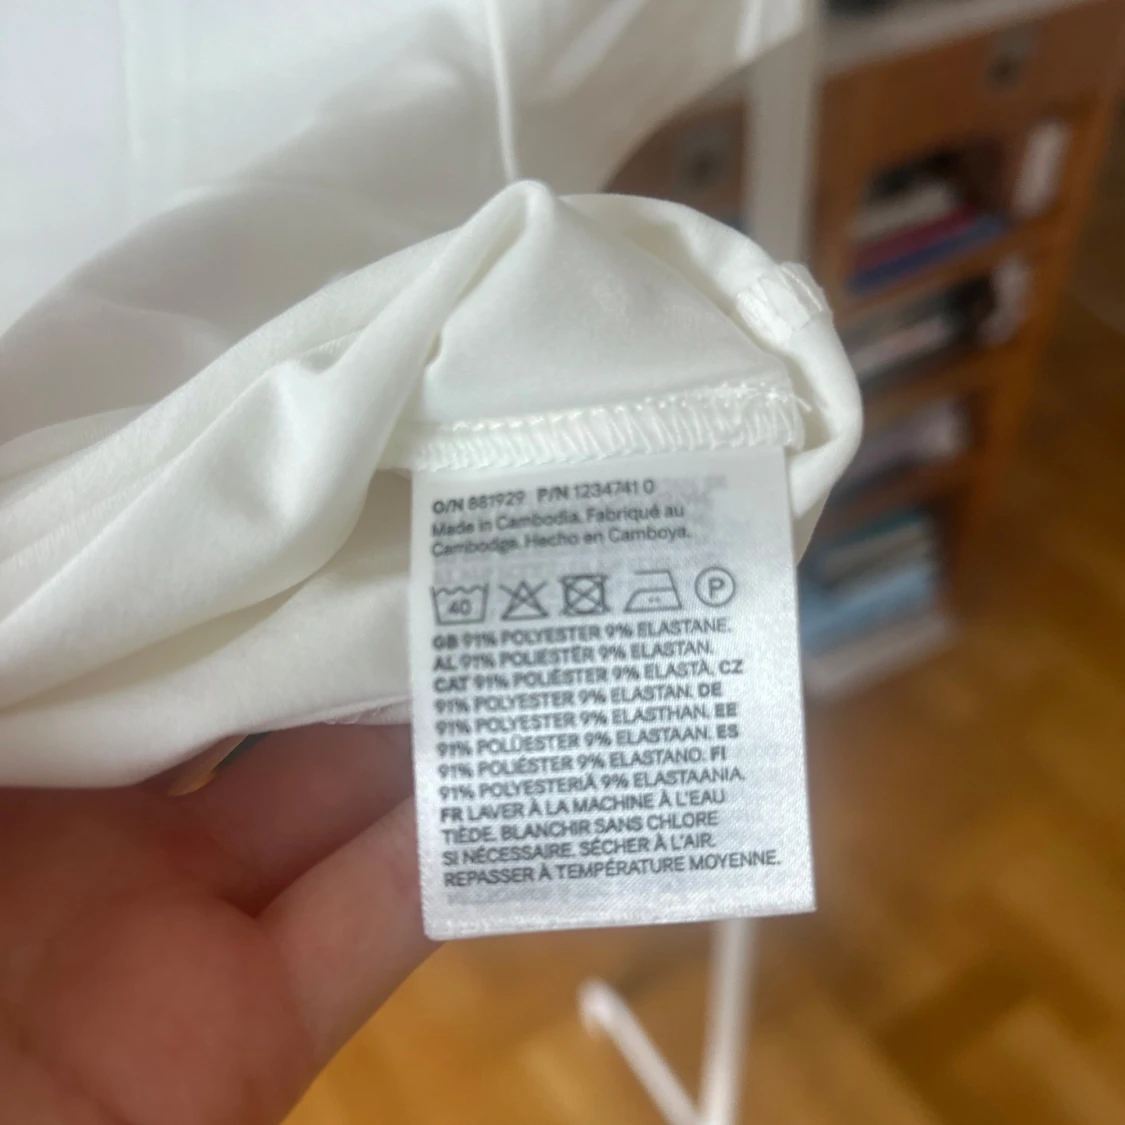 O/N 881929 P/N 1234741 0
Made in Cambodia. Fabriqué au
Cambodge. Hecho en Camboya.
40 P
GB 91% POLYESTER 9% ELASTANE.
AL 91% POLIESTËR 9% ELASTAN.
CAT 91% POLIÈSTER 9% ELASTÀ. CZ
91% POLYESTER 9% ELASTAN. DE
91% POLYESTER 9% ELASTHAN. EE
91% POLÜESTER 9% ELASTAAN. ES
91% POLIÉSTER 9% ELASTANO. FI
91% POLYESTERIÄ 9% ELASTAANIA.
FR LAVER À LA MACHINE À L'EAU
TIÈDE. BLANCHIR SANS CHLORE
SI NÉCESSAIRE. SÉCHER À L'AIR.
REPASSER À TEMPÉRATURE MOYENNE.